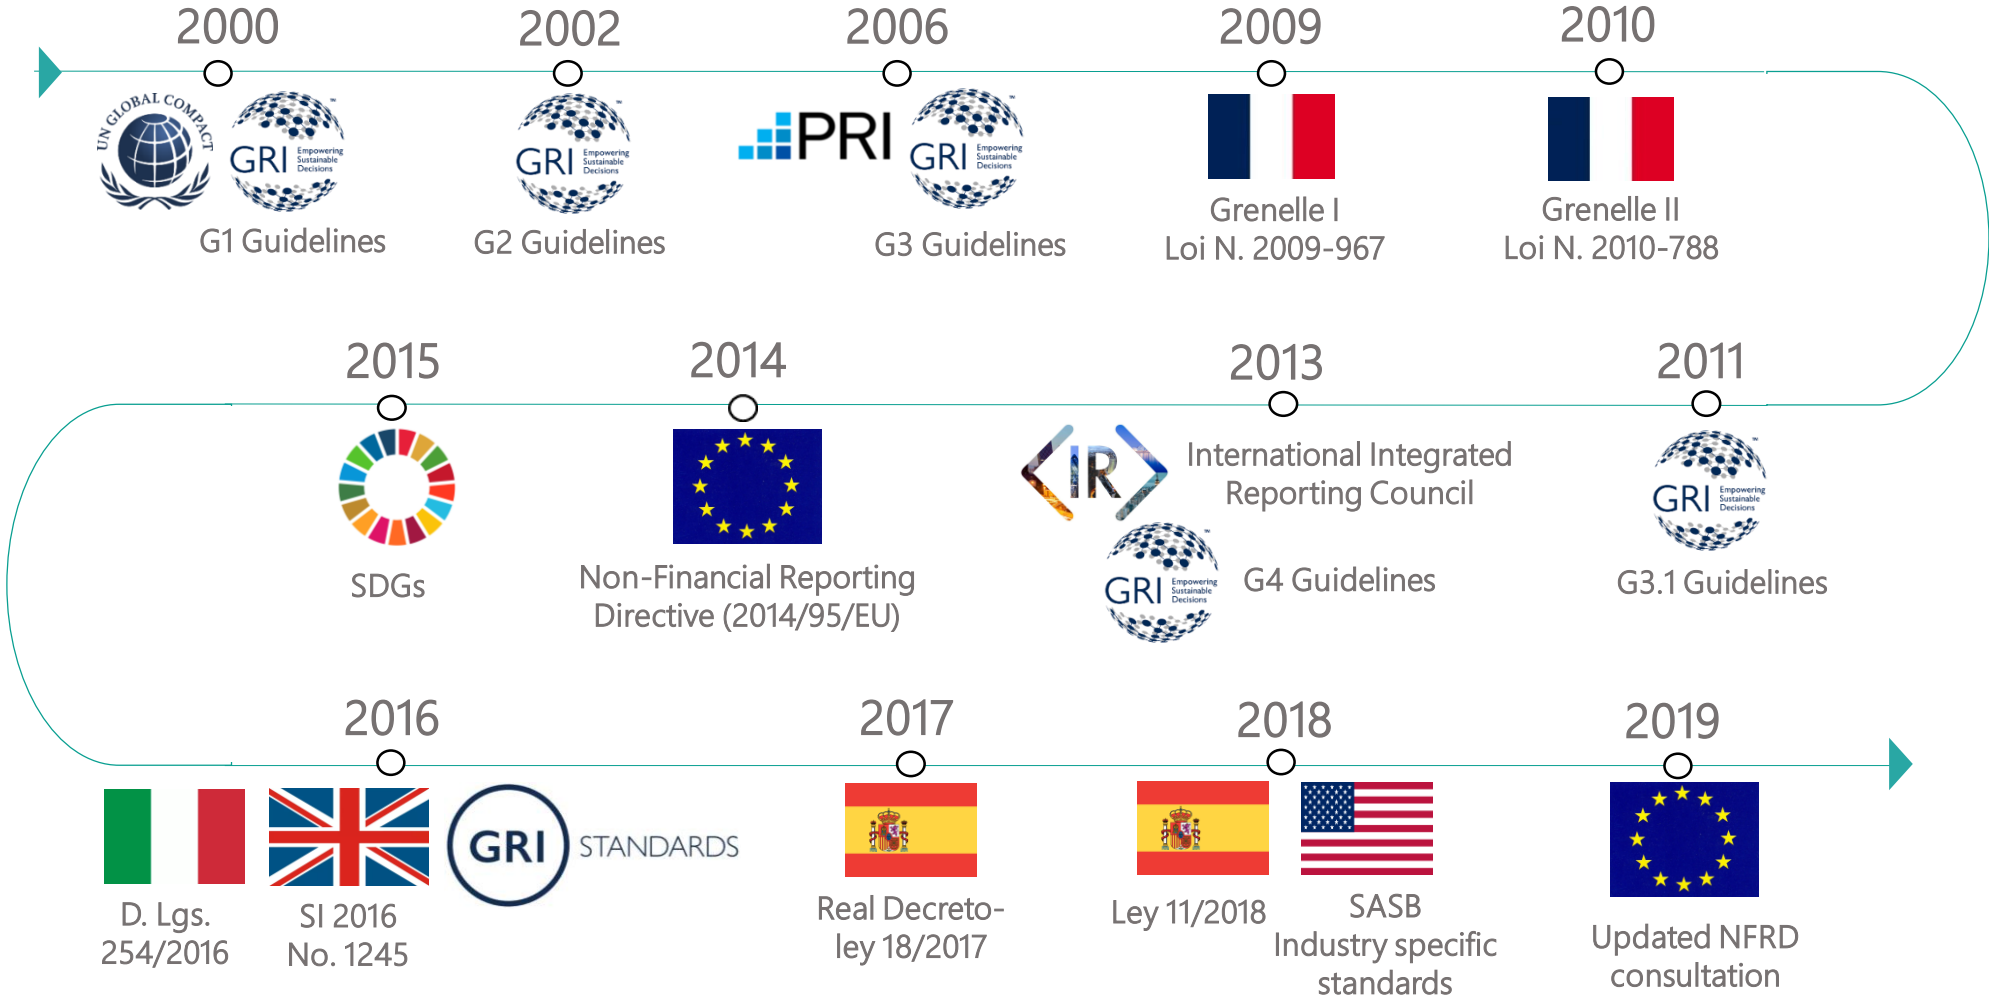 2000
2002
2006
2009
2010
UN GLOBAL COMPACT
GRI
Empowering
Sustainable
Decisions
G1 Guidelines
GRI
Empowering
Sustainable
Decisions
G2 Guidelines
PRI
GRI
Empowering
Sustainable
Decisions
G3 Guidelines
Grenelle I
Loi N. 2009-967
Grenelle II
Loi N. 2010-788
2011
GRI
Empowering
Sustainable
Decisions
G3.1 Guidelines
2013
<IR>
International Integrated
Reporting Council
GRI
Empowering
Sustainable
Decisions
G4 Guidelines
2014
Non-Financial Reporting
Directive (2014/95/EU)
2015
SDGs
2016
D. Lgs.
254/2016
SI 2016
No. 1245
GRI STANDARDS
2017
Real Decreto-
ley 18/2017
2018
Ley 11/2018
SASB
Industry specific
standards
2019
Updated NFRD
consultation